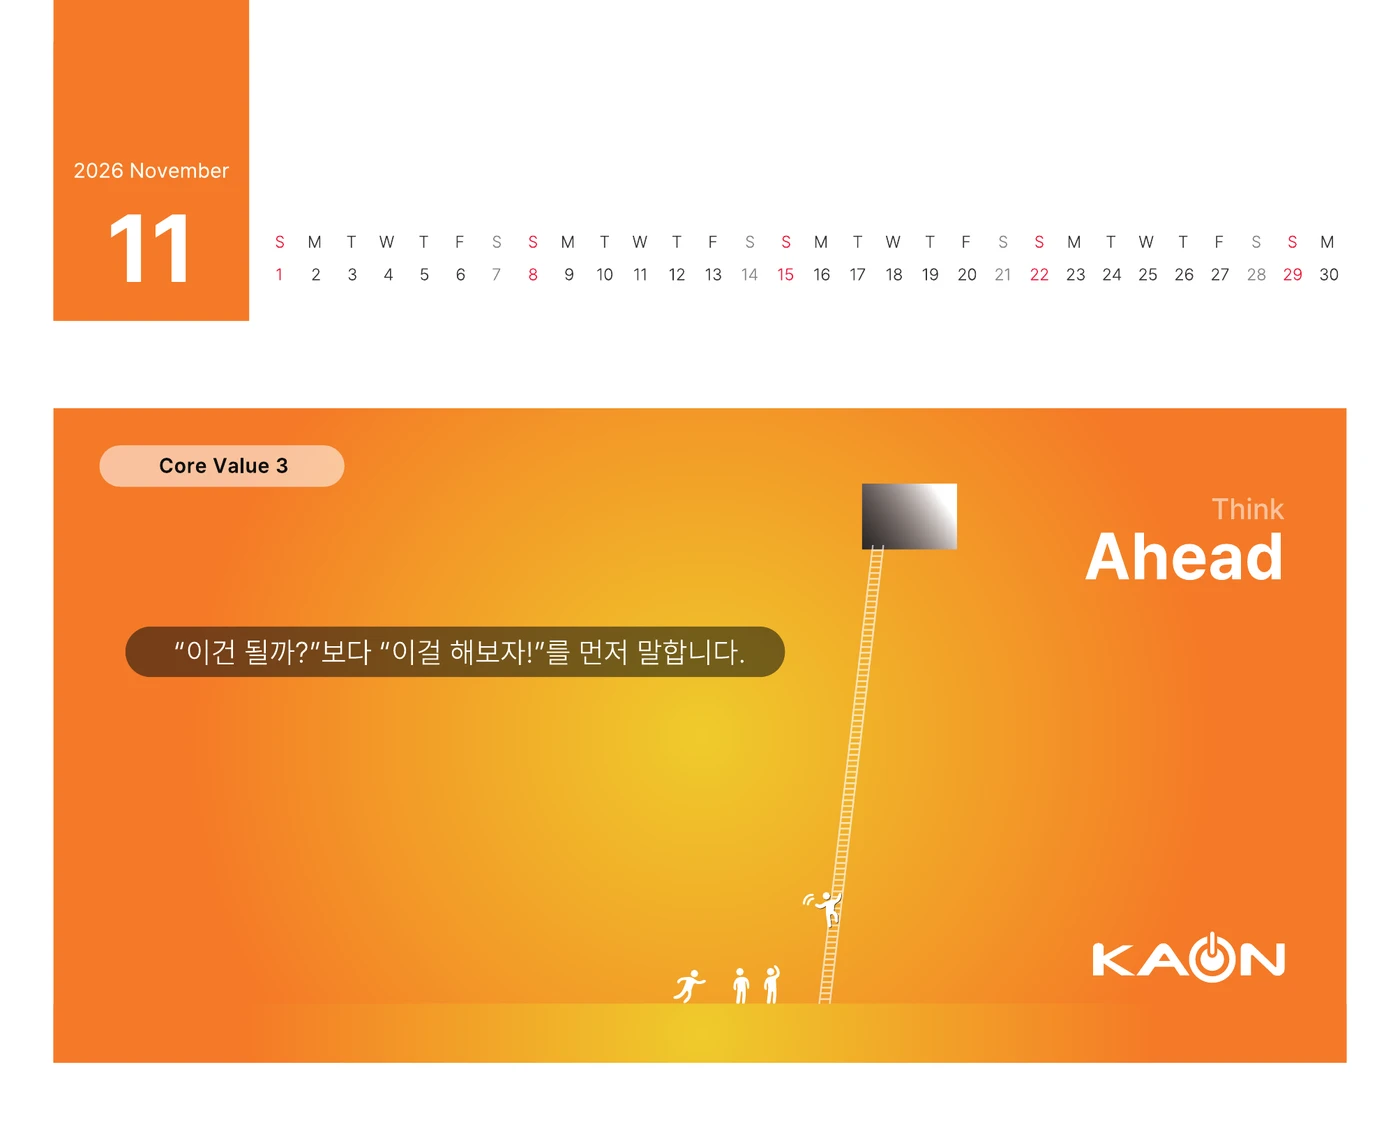 2026 November
11
S M T W T F S S M T W T F S S M T W T F S S M T W T F S S M
1 2 3 4 5 6 7 8 9 10 11 12 13 14 15 16 17 18 19 20 21 22 23 24 25 26 27 28 29 30
Core Value 3
Think
Ahead
“이건 될까?”보다 “이걸 해보자!”를 먼저 말합니다.
KAON